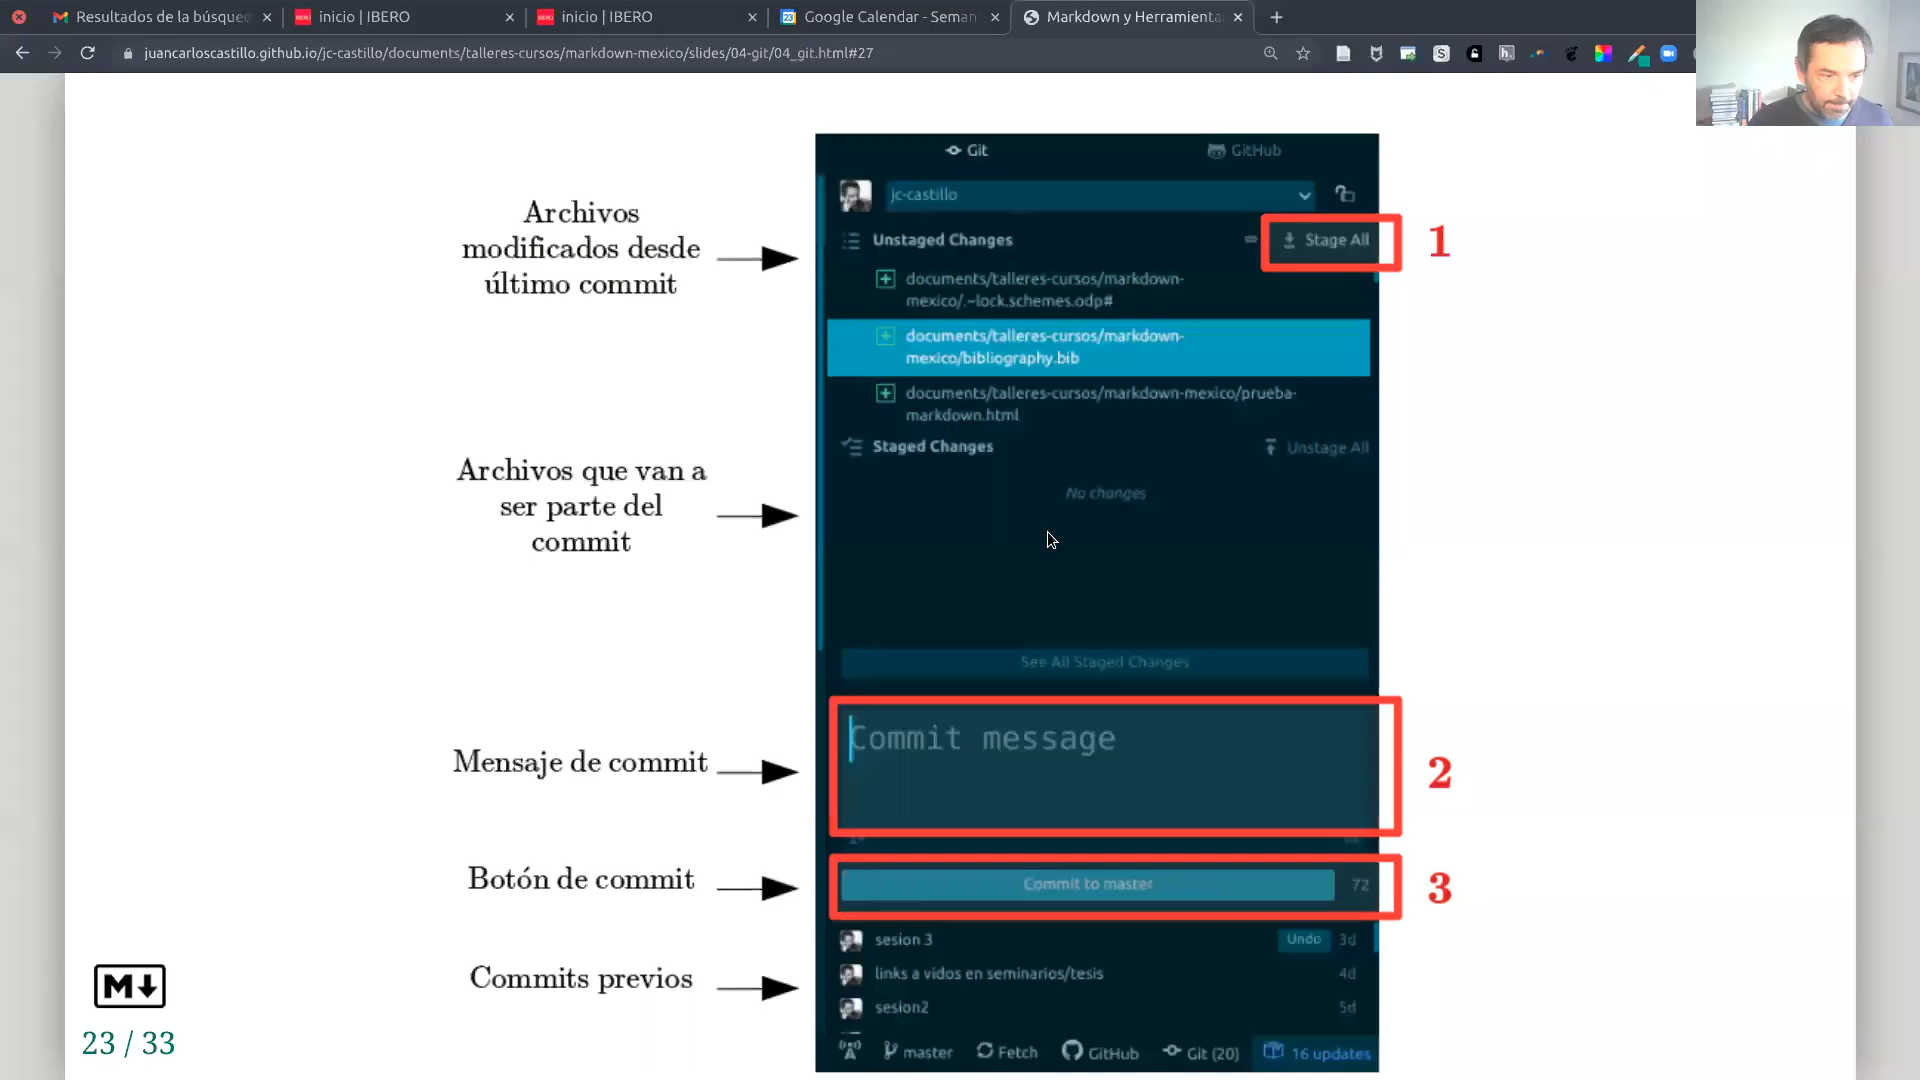 Resultados de la búsqued
inicio | IBERO
inicio | IBERO
Google Calendar - Seman
Markdown y Herramienta
juancarloscastillo.github.io/jc-castillo/documents/talleres-cursos/markdown-mexico/slides/04-git/04_git.html#27
Git
GitHub
jc-castillo
Archivos
modificados desde
último commit
Unstaged Changes
Stage All
1
documents/talleres-cursos/markdown-
mexico/.~lock.schemes.odp#
documents/talleres-cursos/markdown-
mexico/bibliography.bib
documents/talleres-cursos/markdown-mexico/prueba-
markdown.html
Staged Changes
Unstage All
Archivos que van a
ser parte del
commit
No changes
See All Staged Changes
Mensaje de commit
Commit message
2
Botón de commit
Commit to master
72
3
Commits previos
sesion 3
Undo
3d
links a vidos en seminarios/tesis
4d
sesion2
5d
master
Fetch
GitHub
Git (20)
16 updates
M
23 / 33